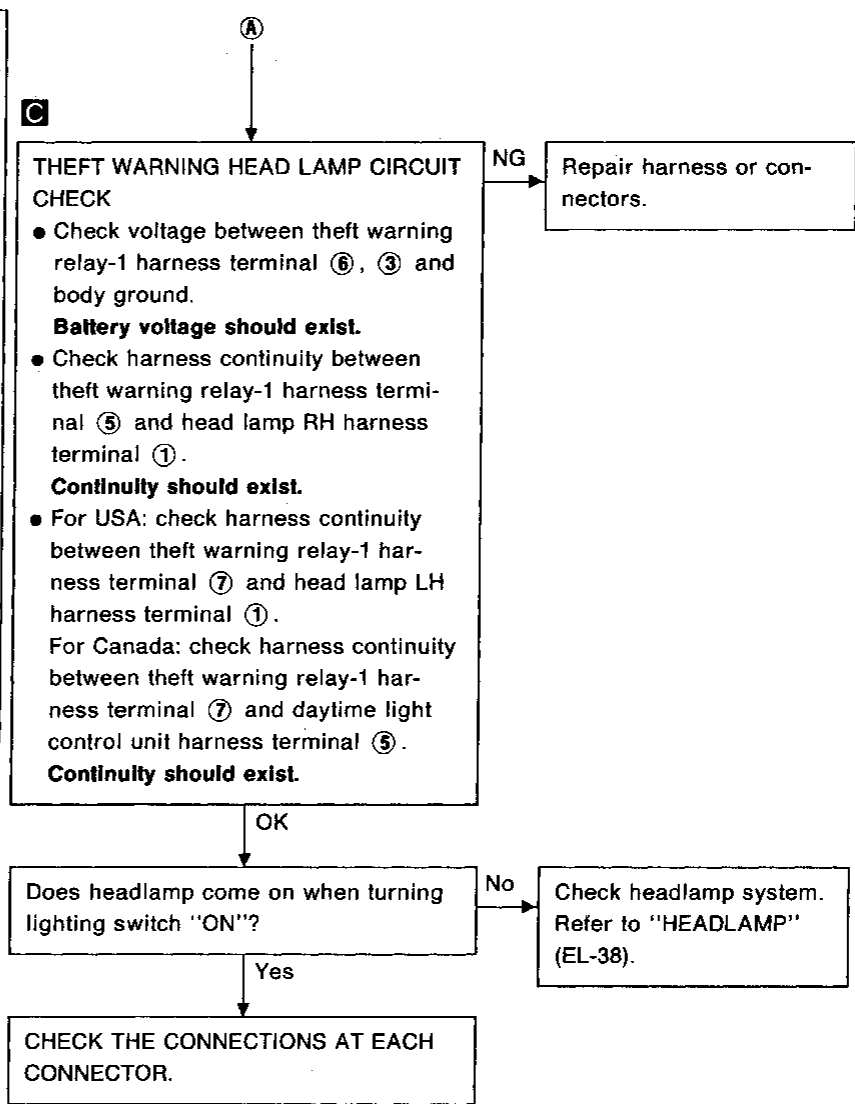 Ⓐ
C
THEFT WARNING HEAD LAMP CIRCUIT
CHECK
● Check voltage between theft warning
relay-1 harness terminal ⑥, ③ and
body ground.
Battery voltage should exist.
● Check harness continuity between
theft warning relay-1 harness termi-
nal ⑤ and head lamp RH harness
terminal ①.
Continuity should exist.
● For USA: check harness continuity
between theft warning relay-1 har-
ness terminal ⑦ and head lamp LH
harness terminal ①.
For Canada: check harness continuity
between theft warning relay-1 har-
ness terminal ⑦ and daytime light
control unit harness terminal ⑤.
Continuity should exist.
NG
Repair harness or con-
nectors.
OK
Does headlamp come on when turning
lighting switch "ON"?
No
Check headlamp system.
Refer to "HEADLAMP"
(EL-38).
Yes
CHECK THE CONNECTIONS AT EACH
CONNECTOR.